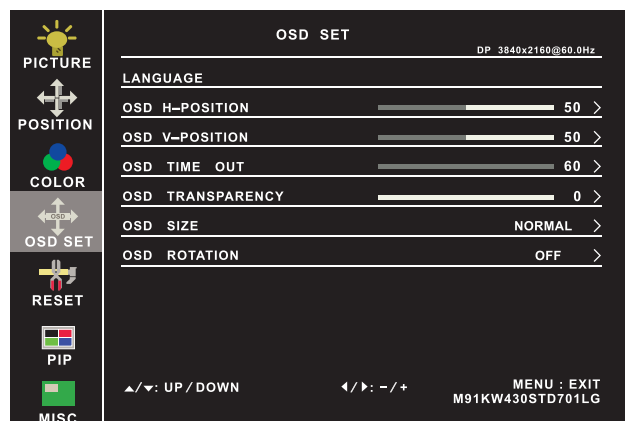 OSD SET
DP 3840x2160@60.0Hz
PICTURE
POSITION
COLOR
OSD
OSD SET
RESET
PIP
MISC
LANGUAGE
OSD H–POSITION 50 >
OSD V–POSITION 50 >
OSD TIME OUT 60 >
OSD TRANSPARENCY 0 >
OSD SIZE NORMAL >
OSD ROTATION OFF >
▲/▼: UP/DOWN ◀/▶: –/+ MENU : EXIT
M91KW430STD701LG